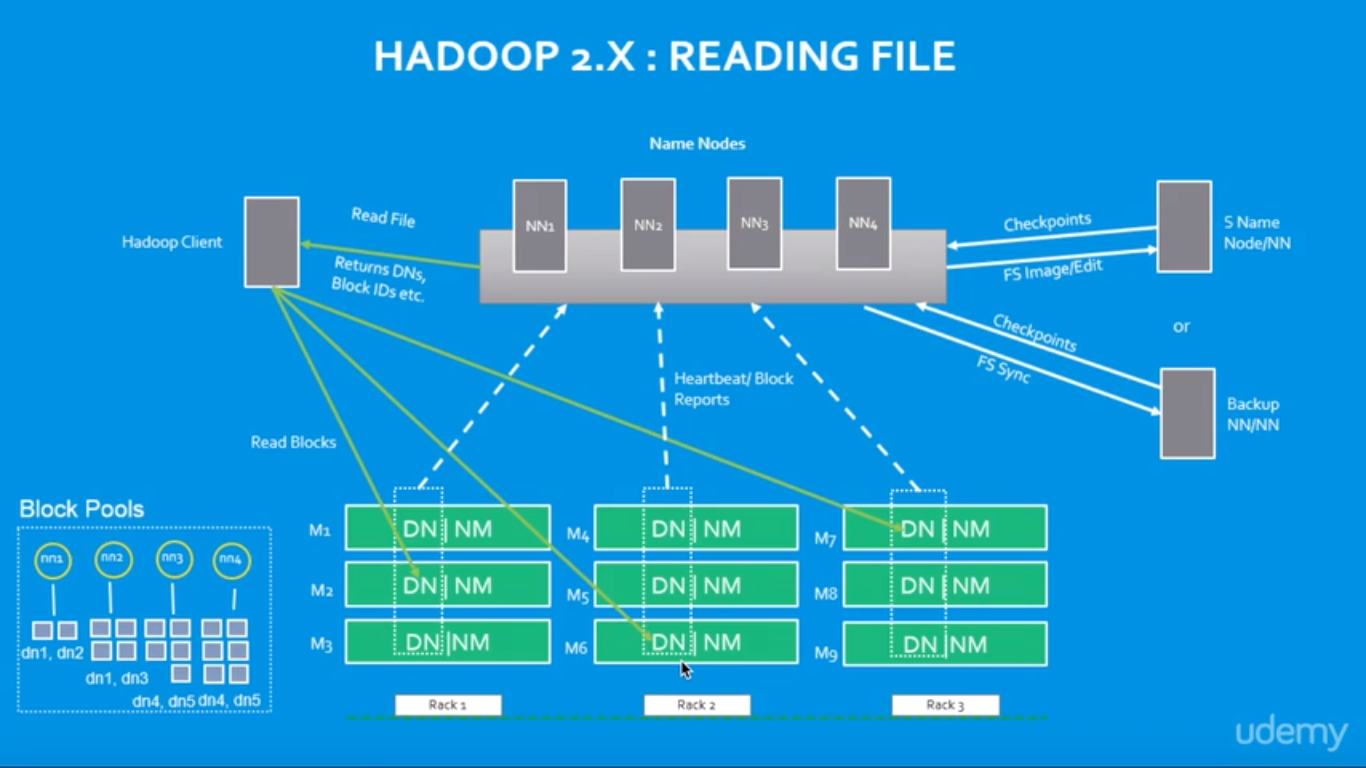 HADOOP 2.X : READING FILE
Name Nodes
NN1
NN2
NN3
NN4
Hadoop Client
Read File
Returns DNs,
Block IDs etc.
Checkpoints
FS Image/Edit
S Name
Node/NN
or
Checkpoints
FS Sync
Backup
NN/NN
Heartbeat/ Block
Reports
Read Blocks
Block Pools
nn1
nn2
nn3
nn4
dn1, dn2
dn1, dn3
dn4, dn5
dn4, dn5
M1
DN | NM
M2
DN | NM
M3
DN |NM
Rack 1
M4
DN | NM
M5
DN | NM
M6
DN | NM
Rack 2
M7
DN | NM
M8
DN | NM
M9
DN |NM
Rack 3
udemy